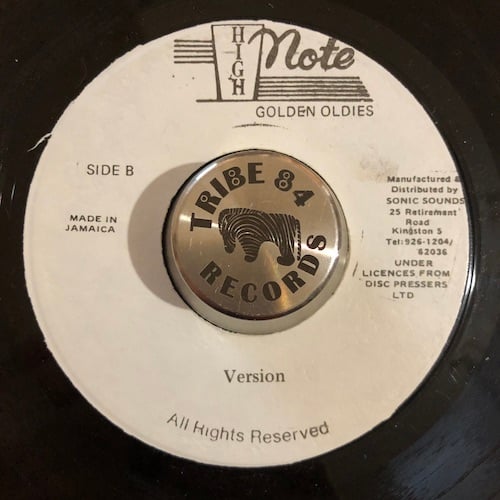 HIGH Note
GOLDEN OLDIES
SIDE B
MADE IN
JAMAICA
TRIBE 84
RECORDS
Manufactured &
Distributed by
SONIC SOUNDS
25 Retirement
Road
Kingston 5
Tel: 926-1204/
62036
UNDER
LICENCES FROM
DISC PRESSERS
LTD
Version
All Rights Reserved